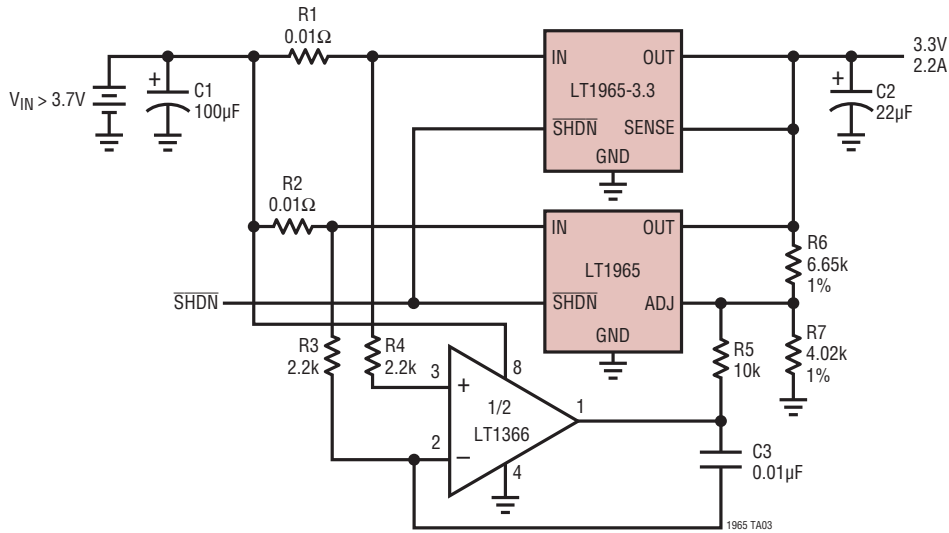 R1
0.01Ω
3.3V
2.2A
IN
OUT
LT1965-3.3
SHDN
SENSE
GND
VIN > 3.7V
+
C1
100µF
+
C2
22µF
R2
0.01Ω
IN
OUT
LT1965
SHDN
ADJ
GND
SHDN
R6
6.65k
1%
R7
4.02k
1%
R3
2.2k
R4
2.2k
R5
10k
3
+
8
1/2
LT1366
1
2
–
4
C3
0.01µF
1965 TA03